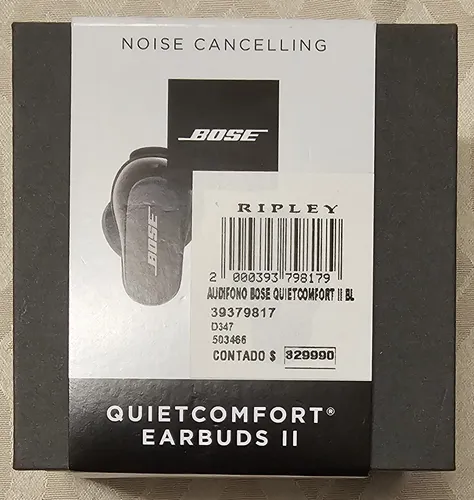 NOISE CANCELLING
BOSE
BOSE
RIPLEY
2 000393 798179
AUDIFONO BOSE QUIETCOMFORT II BL
39379817
D347
503466
CONTADO $ 329990
QUIETCOMFORT®
EARBUDS II